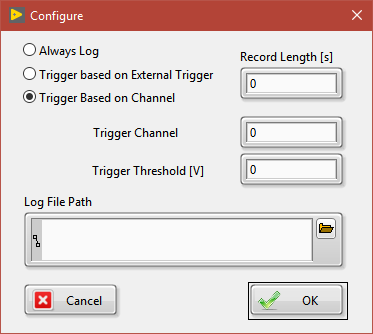 Configure
Always Log
Trigger based on External Trigger
Trigger Based on Channel
Record Length [s]
0
Trigger Channel
0
Trigger Threshold [V]
0
Log File Path
Cancel
OK